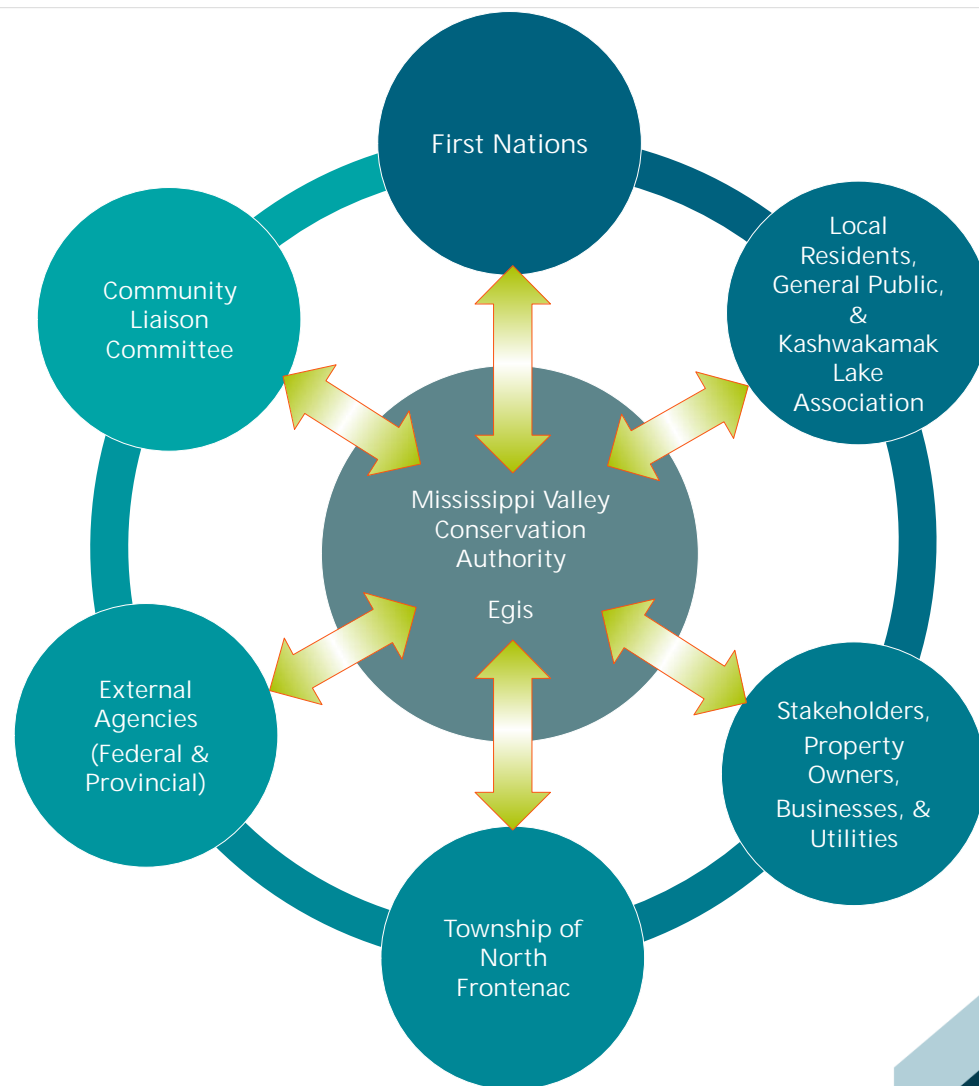 First Nations
Local
Residents,
General Public,
&
Kashwakamak
Lake
Association
Community
Liaison
Committee
Mississippi Valley
Conservation
Authority
Egis
External
Agencies
(Federal &
Provincial)
Stakeholders,
Property
Owners,
Businesses, &
Utilities
Township of
North
Frontenac